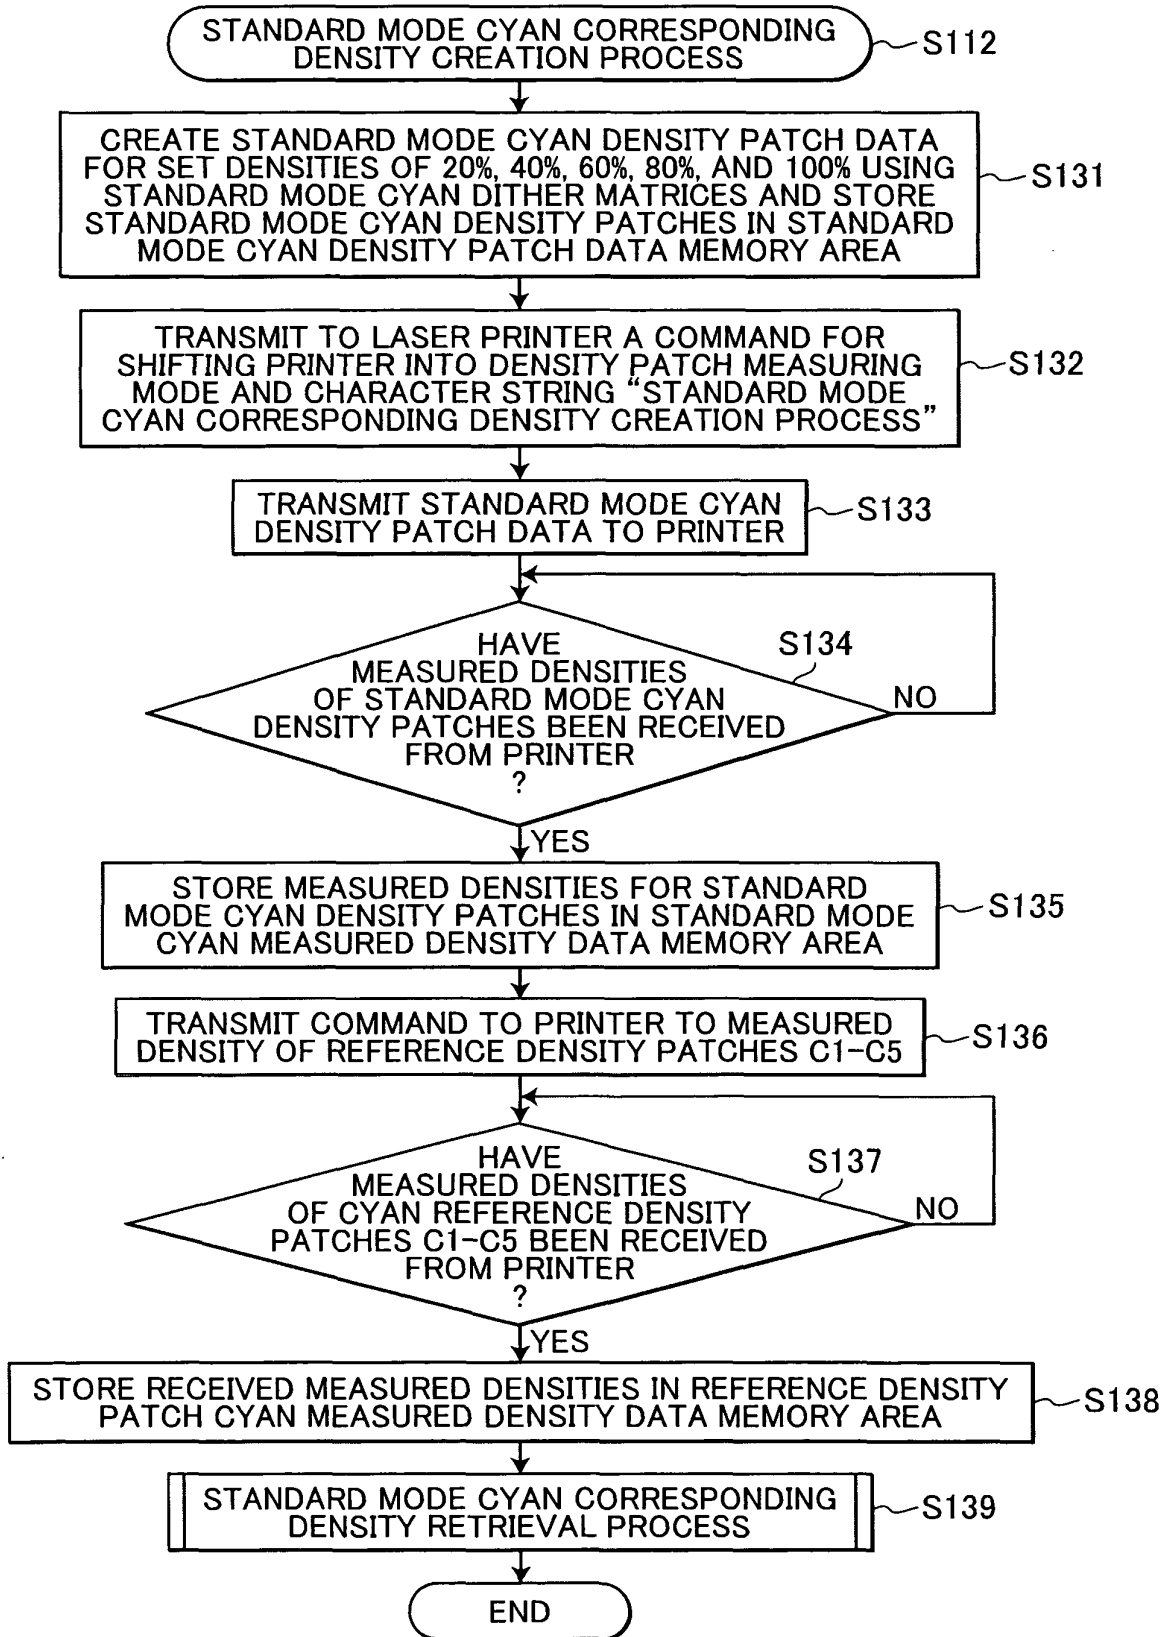 STANDARD MODE CYAN CORRESPONDING
DENSITY CREATION PROCESS
S112
CREATE STANDARD MODE CYAN DENSITY PATCH DATA
FOR SET DENSITIES OF 20%, 40%, 60%, 80%, AND 100% USING
STANDARD MODE CYAN DITHER MATRICES AND STORE
STANDARD MODE CYAN DENSITY PATCHES IN STANDARD
MODE CYAN DENSITY PATCH DATA MEMORY AREA
S131
TRANSMIT TO LASER PRINTER A COMMAND FOR
SHIFTING PRINTER INTO DENSITY PATCH MEASURING
MODE AND CHARACTER STRING “STANDARD MODE
CYAN CORRESPONDING DENSITY CREATION PROCESS”
S132
TRANSMIT STANDARD MODE CYAN
DENSITY PATCH DATA TO PRINTER
S133
HAVE
MEASURED DENSITIES
OF STANDARD MODE CYAN
DENSITY PATCHES BEEN RECEIVED
FROM PRINTER
?
S134
NO
YES
STORE MEASURED DENSITIES FOR STANDARD
MODE CYAN DENSITY PATCHES IN STANDARD MODE
CYAN MEASURED DENSITY DATA MEMORY AREA
S135
TRANSMIT COMMAND TO PRINTER TO MEASURED
DENSITY OF REFERENCE DENSITY PATCHES C1-C5
S136
HAVE
MEASURED DENSITIES
OF CYAN REFERENCE DENSITY
PATCHES C1-C5 BEEN RECEIVED
FROM PRINTER
?
S137
NO
YES
STORE RECEIVED MEASURED DENSITIES IN REFERENCE DENSITY
PATCH CYAN MEASURED DENSITY DATA MEMORY AREA
S138
STANDARD MODE CYAN CORRESPONDING
DENSITY RETRIEVAL PROCESS
S139
END